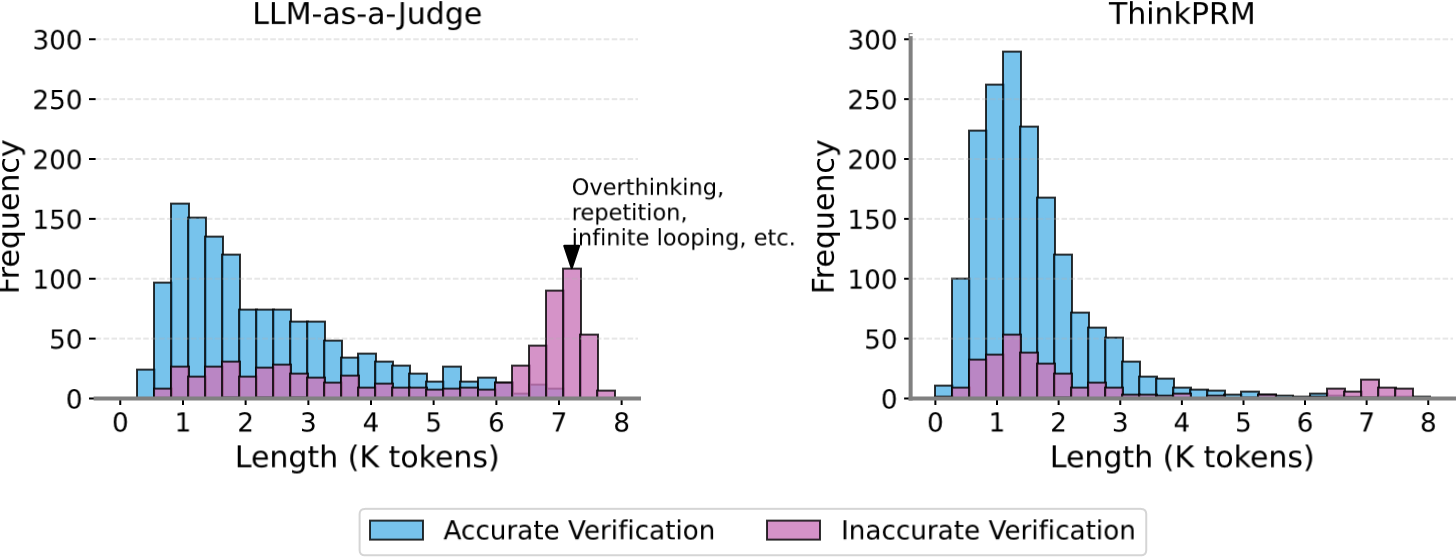 LLM-as-a-Judge
300
250
200
150
100
50
0
Frequency
0 1 2 3 4 5 6 7 8
Length (K tokens)
Overthinking,
repetition,
infinite looping, etc.
ThinkPRM
300
250
200
150
100
50
0
Frequency
0 1 2 3 4 5 6 7 8
Length (K tokens)
Accurate Verification
Inaccurate Verification